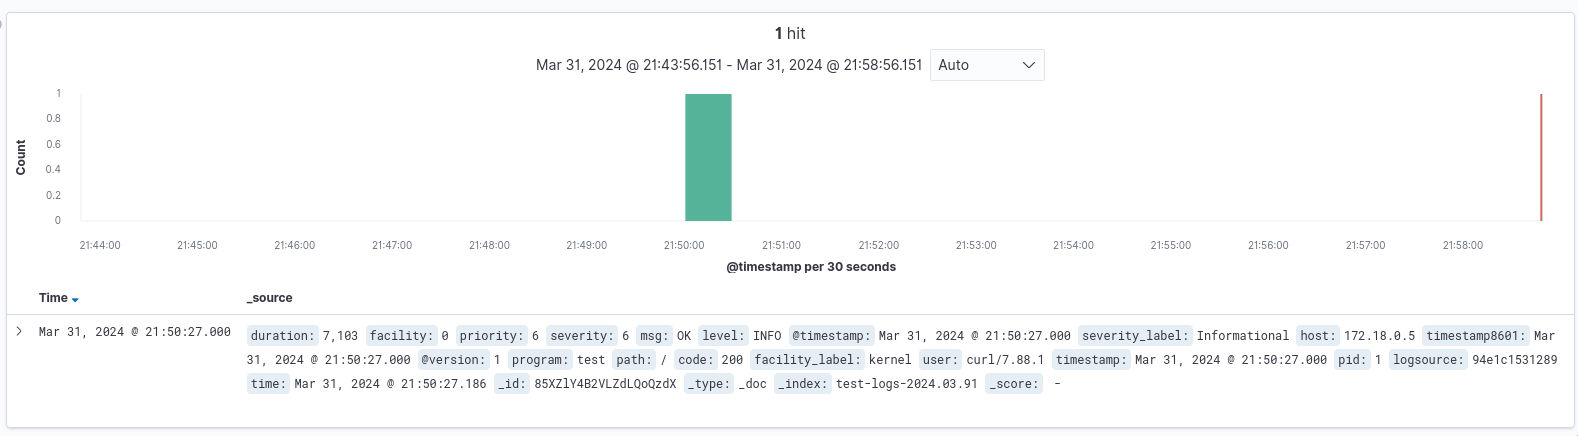 1 hit
Mar 31, 2024 @ 21:43:56.151 - Mar 31, 2024 @ 21:58:56.151 Auto
1
0.8
0.6
0.4
0.2
0
Count
21:44:00 21:45:00 21:46:00 21:47:00 21:48:00 21:49:00 21:50:00 21:51:00 21:52:00 21:53:00 21:54:00 21:55:00 21:56:00 21:57:00 21:58:00
@timestamp per 30 seconds
Time _source
Mar 31, 2024 @ 21:50:27.000 duration: 7,103 facility: 0 priority: 6 severity: 6 msg: OK level: INFO @timestamp: Mar 31, 2024 @ 21:50:27.000 severity_label: Informational host: 172.18.0.5 timestamp8601: Mar
31, 2024 @ 21:50:27.000 @version: 1 program: test path: / code: 200 facility_label: kernel user: curl/7.88.1 timestamp: Mar 31, 2024 @ 21:50:27.000 pid: 1 logsource: 94e1c1531289
time: Mar 31, 2024 @ 21:50:27.186 _id: 85XZlY4B2VLZdLQoQzdX _type: _doc _index: test-logs-2024.03.91 _score: -